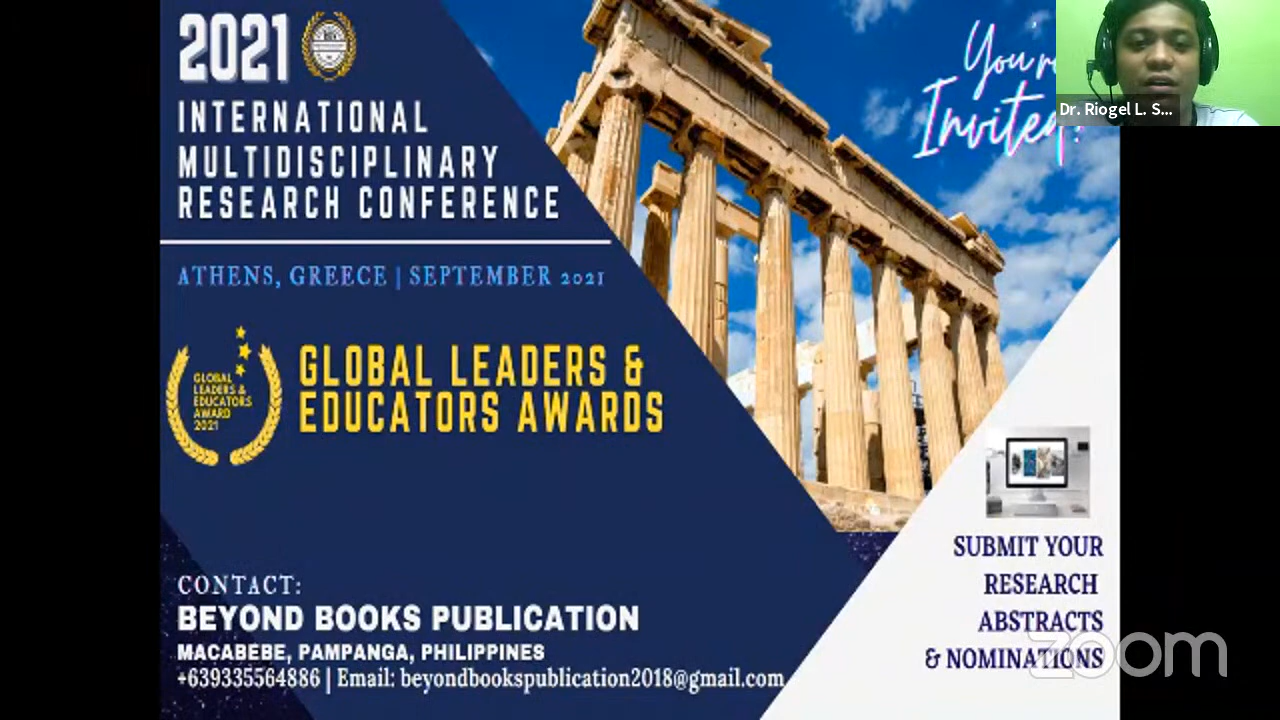 2021
INTERNATIONAL
MULTIDISCIPLINARY
RESEARCH CONFERENCE
ATHENS, GREECE | SEPTEMBER 2021
GLOBAL
LEADERS &
EDUCATORS
AWARD
2021
GLOBAL LEADERS &
EDUCATORS AWARDS
CONTACT:
BEYOND BOOKS PUBLICATION
MACABEBE, PAMPANGA, PHILIPPINES
+639335564886 | Email: beyondbookspublication2018@gmail.com
Invited!
Dr. Riogel L. S...
SUBMIT YOUR
RESEARCH
ABSTRACTS
& NOMINATIONS
zoom